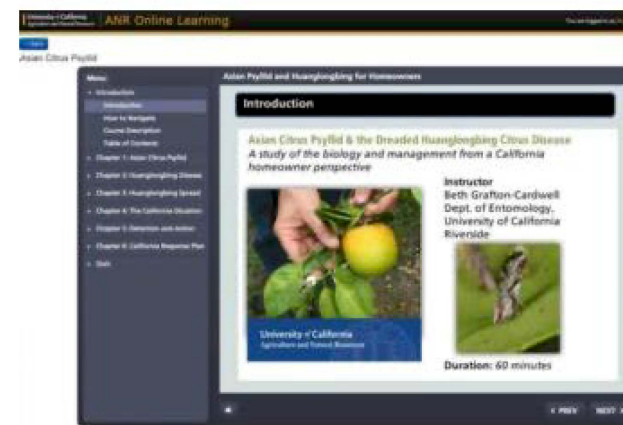 University of California
Agriculture and Natural Resources
ANR Online Learning
Asian Citrus Psyllid
Menu
Introduction
Introduction
How to Navigate
Course Description
Table of Contents
Chapter 1: Asian Citrus Psyllid
Chapter 2: Huanglongbing Disease
Chapter 3: Huanglongbing Spread
Chapter 4: The California Situation
Chapter 5: Detection and Action
Chapter 6: California Response Plan
Quiz
Asian Psyllid and Huanglongbing for Homeowners
Introduction
Asian Citrus Psyllid & the Dreaded Huanglongbing Citrus Disease
A study of the biology and management from a California
homeowner perspective
Instructor
Beth Grafton-Cardwell
Dept. of Entomology,
University of California
Riverside
University of California
Agriculture and Natural Resources
Duration: 60 minutes
< PREV
NEXT >